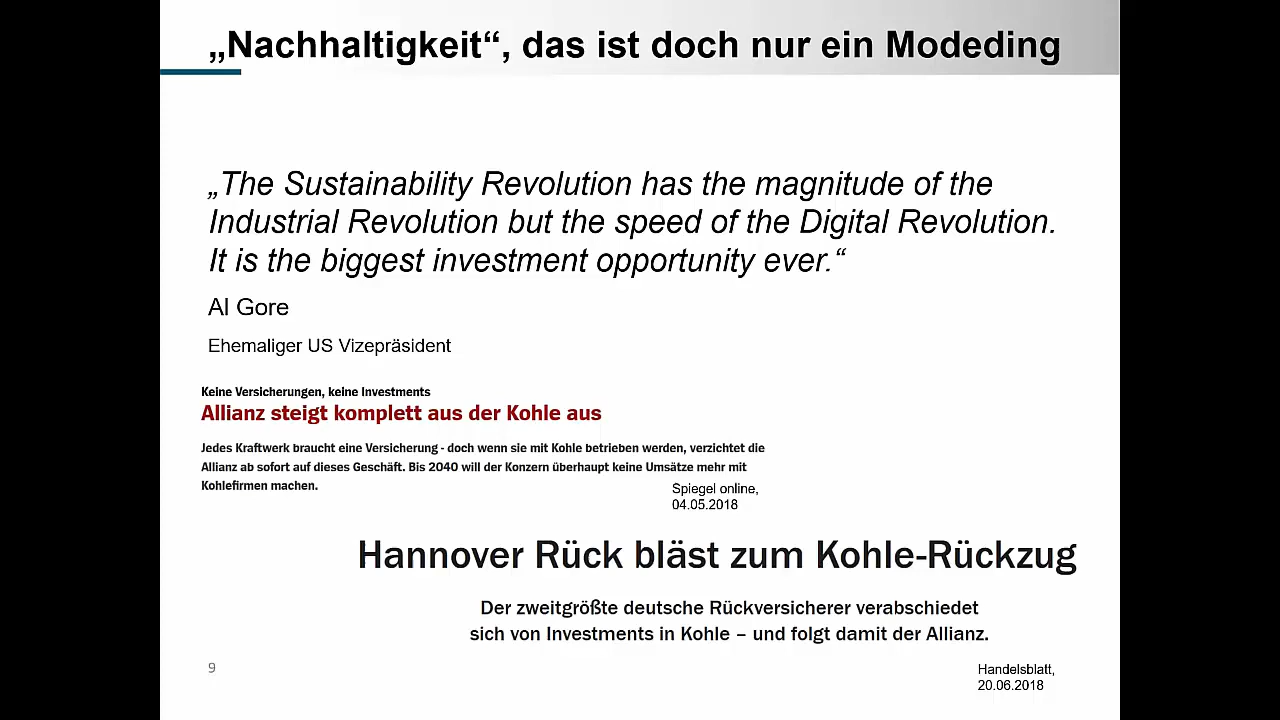 „Nachhaltigkeit“, das ist doch nur ein Modeding
„The Sustainability Revolution has the magnitude of the
Industrial Revolution but the speed of the Digital Revolution.
It is the biggest investment opportunity ever.“
Al Gore
Ehemaliger US Vizepräsident
Keine Versicherungen, keine Investments
Allianz steigt komplett aus der Kohle aus
Jedes Kraftwerk braucht eine Versicherung - doch wenn sie mit Kohle betrieben werden, verzichtet die
Allianz ab sofort auf dieses Geschäft. Bis 2040 will der Konzern überhaupt keine Umsätze mehr mit
Kohlefirmen machen.
Spiegel online,
04.05.2018
Hannover Rück bläst zum Kohle-Rückzug
Der zweitgrößte deutsche Rückversicherer verabschiedet
sich von Investments in Kohle – und folgt damit der Allianz.
9
Handelsblatt,
20.06.2018